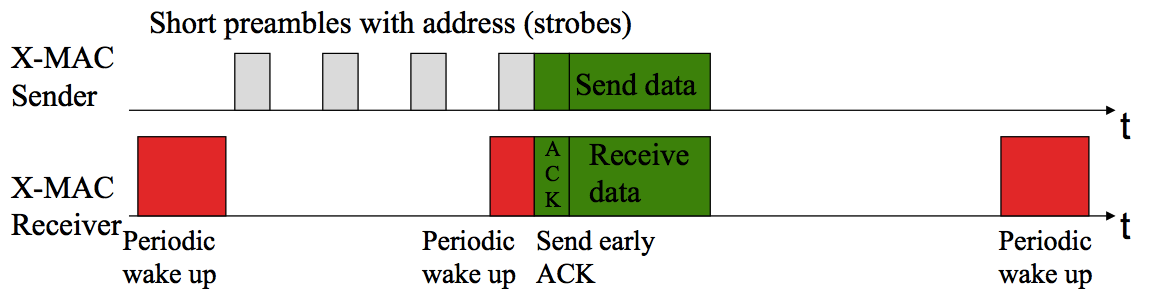 Short preambles with address (strobes)
X-MAC
Sender
Send data
t
X-MAC
Receiver
A
C
K
Receive
data
t
Periodic
wake up
Periodic
wake up
Send early
ACK
Periodic
wake up